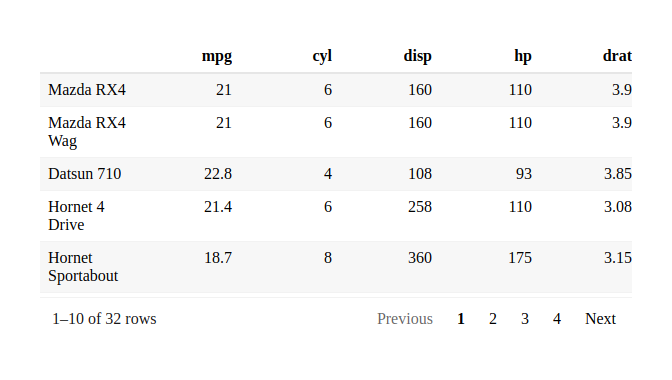 mpg cyl disp hp drat
Mazda RX4 21 6 160 110 3.9
Mazda RX4 21 6 160 110 3.9
Wag
Datsun 710 22.8 4 108 93 3.85
Hornet 4 21.4 6 258 110 3.08
Drive
Hornet 18.7 8 360 175 3.15
Sportabout
1–10 of 32 rows Previous 1 2 3 4 Next